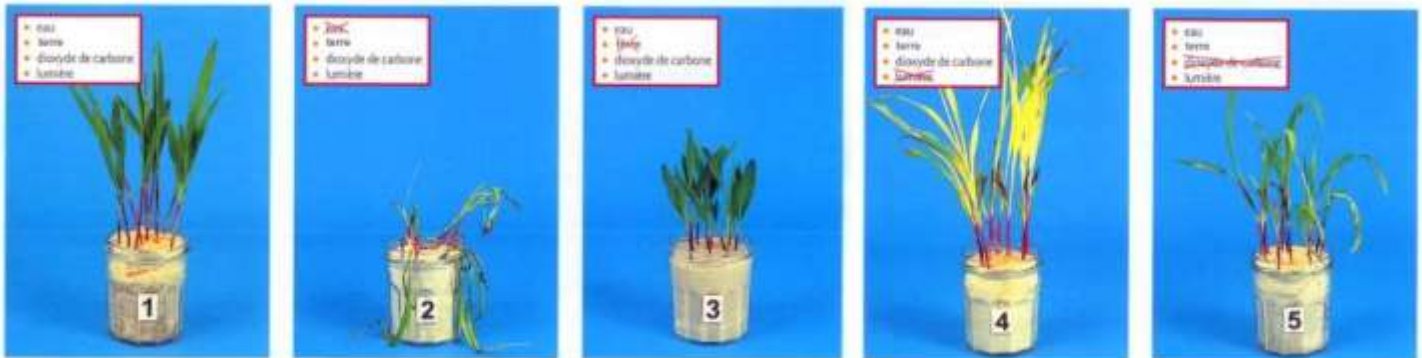 • eau
• terre
• dioxyde de carbone
• lumière
1
• eau
• terre
• dioxyde de carbone
• lumière
2
• eau
• terre
• dioxyde de carbone
• lumière
3
• eau
• terre
• dioxyde de carbone
• lumière
4
• eau
• terre
• dioxyde de carbone
• lumière
5